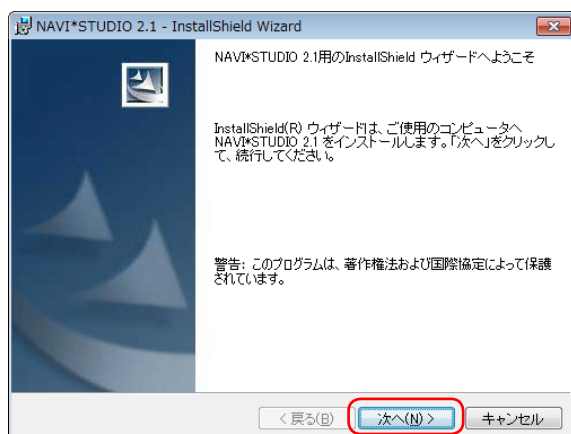 NAVI*STUDIO 2.1 - InstallShield Wizard
NAVI*STUDIO 2.1用のInstallShield ウィザードへようこそ
InstallShield(R) ウィザードは、ご使用のコンピュータへ
NAVI*STUDIO 2.1 をインストールします。「次へ」をクリックし
て、続行してください。
警告: このプログラムは、著作権法および国際協定によって保護
されています。
< 戻る(B)
次へ(N) >
キャンセル